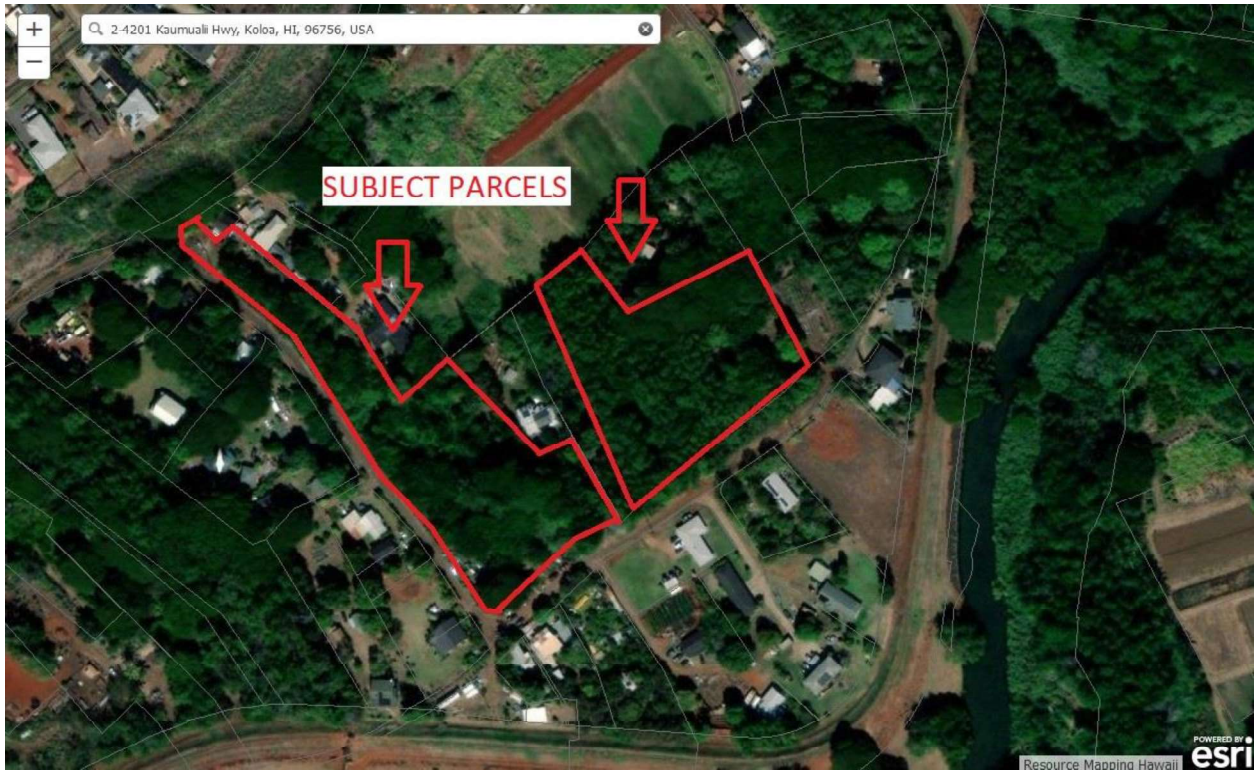 +
−
2-4201 Kaumualii Hwy, Koloa, HI, 96756, USA
SUBJECT PARCELS
Resource Mapping Hawaii
POWERED BY
esri